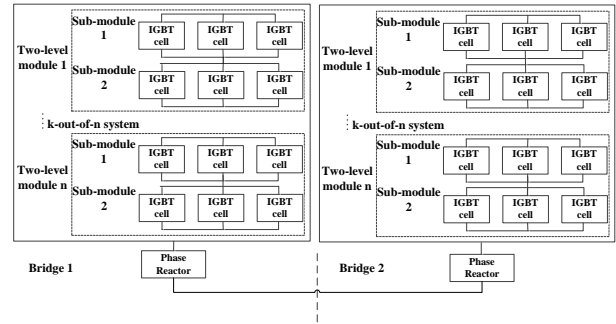 Sub-module
1
IGBT
cell
IGBT
cell
IGBT
cell
Two-level
module 1
Sub-module
2
IGBT
cell
IGBT
cell
IGBT
cell
k-out-of-n system
Sub-module
1
IGBT
cell
IGBT
cell
IGBT
cell
Two-level
module n
Sub-module
2
IGBT
cell
IGBT
cell
IGBT
cell
Bridge 1
Phase
Reactor
Sub-module
1
IGBT
cell
IGBT
cell
IGBT
cell
Two-level
module 1
Sub-module
2
IGBT
cell
IGBT
cell
IGBT
cell
k-out-of-n system
Sub-module
1
IGBT
cell
IGBT
cell
IGBT
cell
Two-level
module n
Sub-module
2
IGBT
cell
IGBT
cell
IGBT
cell
Bridge 2
Phase
Reactor